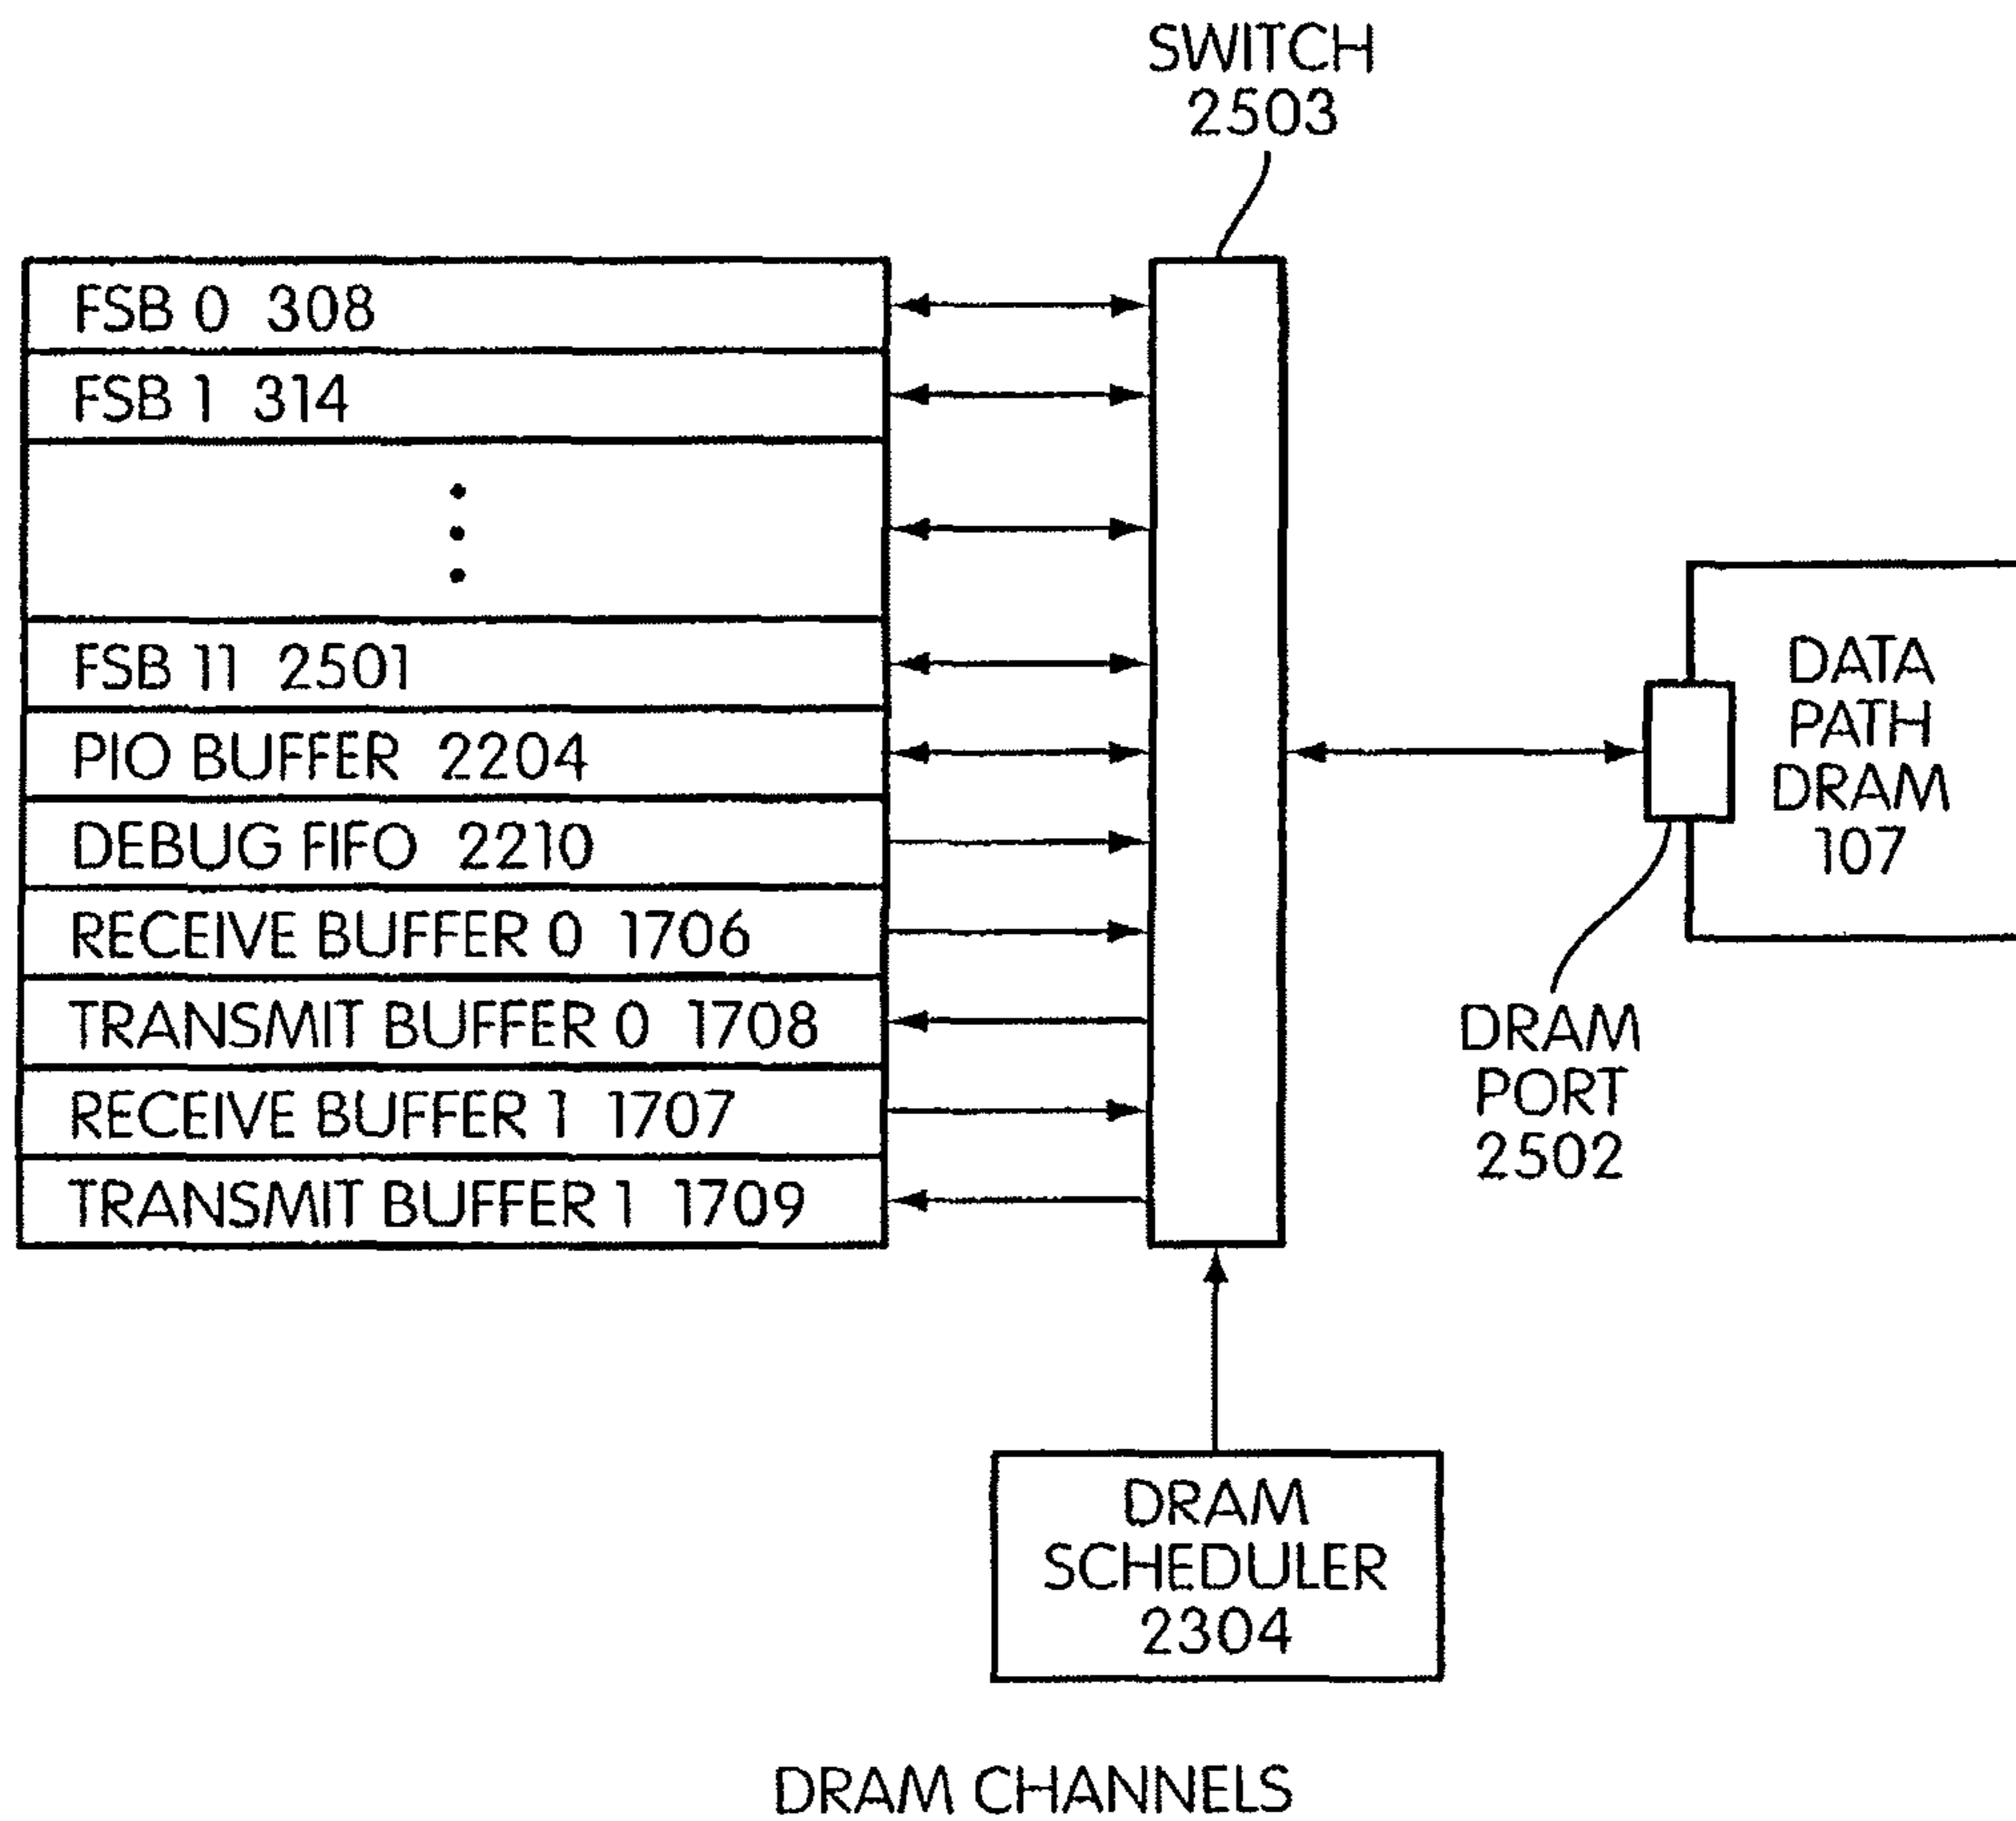 SWITCH
2503
FSB 0 308
FSB 1 314
FSB 11 2501
PIO BUFFER 2204
DEBUG FIFO 2210
RECEIVE BUFFER 0 1706
TRANSMIT BUFFER 0 1708
RECEIVE BUFFER 1 1707
TRANSMIT BUFFER 1 1709
DATA
PATH
DRAM
107
DRAM
PORT
2502
DRAM
SCHEDULER
2304
DRAM CHANNELS